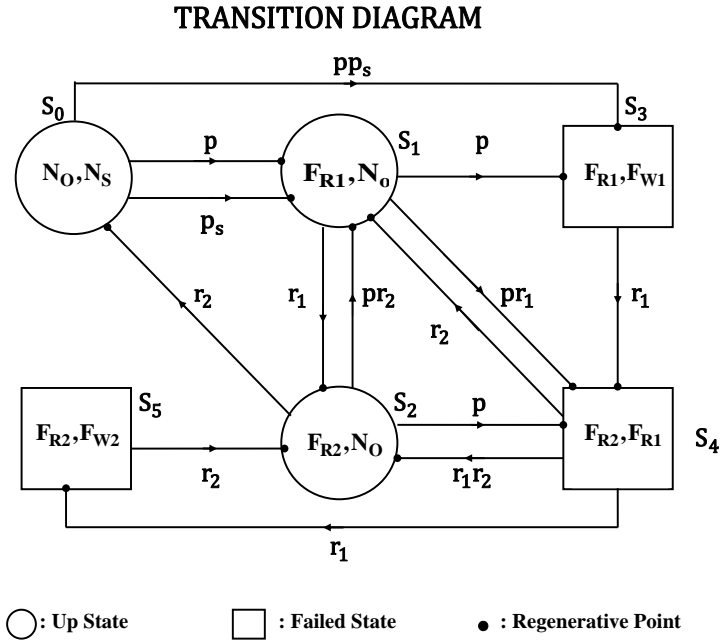 TRANSITION DIAGRAM
pp_s
S_0
S_3
p
S_1
p
N_O,N_S
F_R1,N_o
F_R1,F_W1
p_s
r_2
r_1
pr_2
pr_1
r_2
r_1
S_5
S_2
p
F_R2,F_W2
F_R2,N_O
F_R2,F_R1
S_4
r_2
r_1r_2
r_1
: Up State
: Failed State
: Regenerative Point